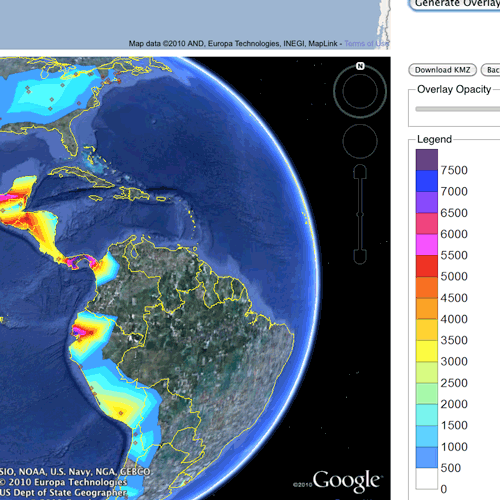 Generate Overlay
Map data ©2010 AND, Europa Technologies, INEGI, MapLink - Terms of Use
N
Download KMZ
Bac
Overlay Opacity
Legend
7500
7000
6500
6000
5500
5000
4500
4000
3500
3000
2500
2000
1500
1000
500
0
SIO, NOAA, U.S. Navy, NGA, GEBCO
© 2010 Europa Technologies
US Dept of State Geographer
©2010 Google